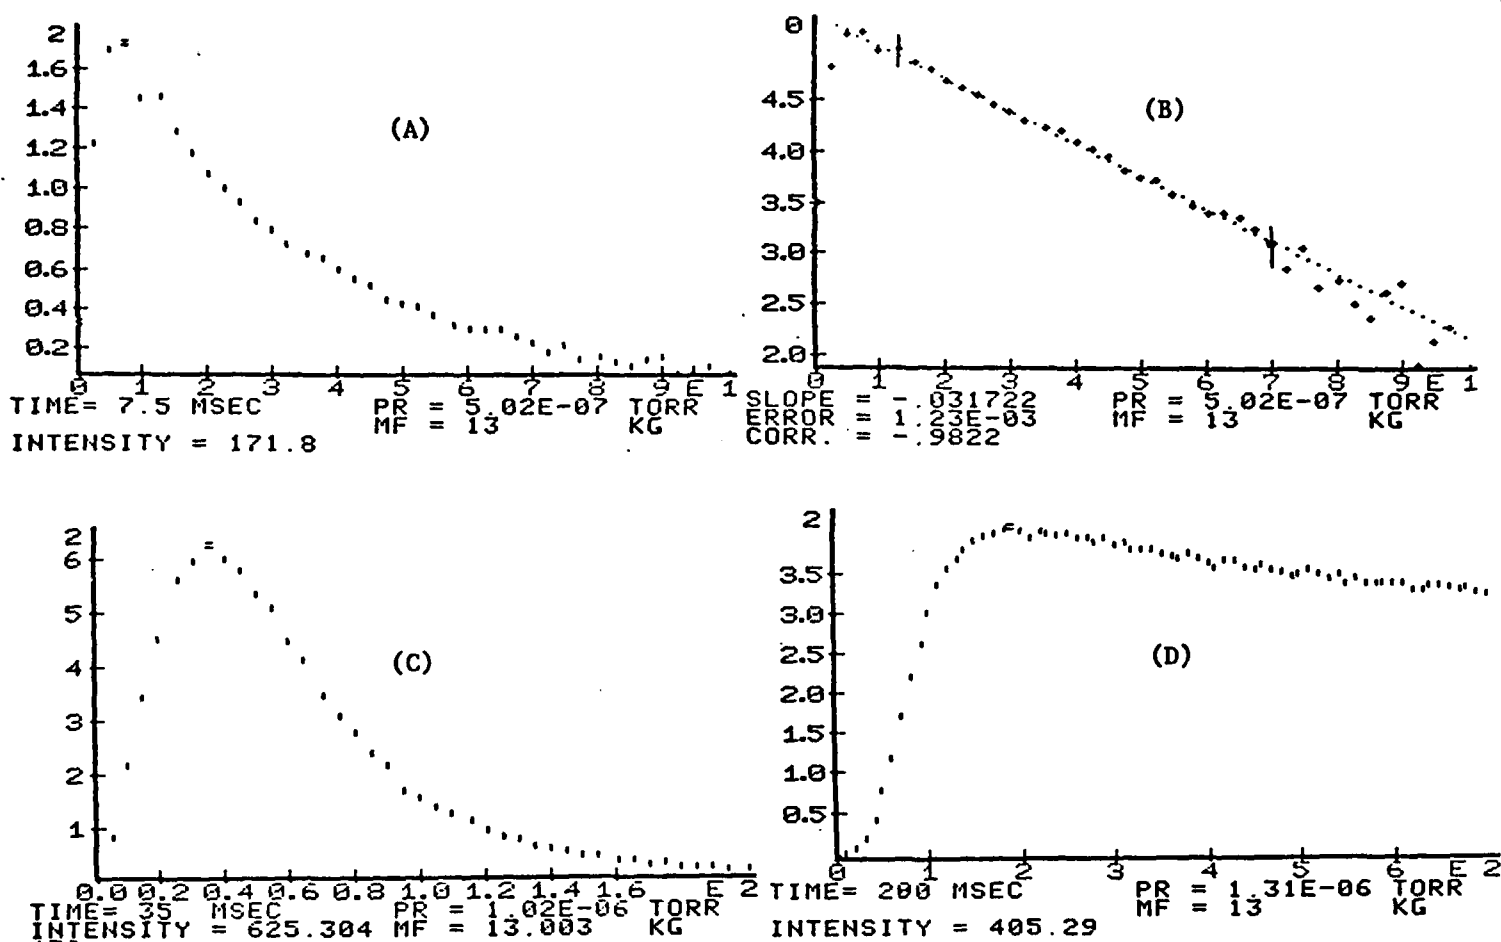 2
1.6
1.4
1.2
1.0
0.8
0.6
0.4
0.2
(A)
0 1 2 3 4 5 6 7 8 9 E 1
TIME= 7.5 MSEC PR = 5.02E-07 TORR
MF = 13 KG
INTENSITY = 171.8
0
4.5
4.0
3.5
3.0
2.5
2.0
(B)
0 1 2 3 4 5 6 7 8 9 E 1
SLOPE = -.031722 PR = 5.02E-07 TORR
ERROR = 1.23E-03 MF = 13 KG
CORR. = -.9822
2
6
5
4
3
2
1
(C)
0.0 0.2 0.4 0.6 0.8 1.0 1.2 1.4 1.6 E 2
TIME= 35 MSEC PR = 1.02E-06 TORR
INTENSITY = 625.304 MF = 13.003 KG
2
3.5
3.0
2.5
2.0
1.5
1.0
0.5
(D)
0 1 2 3 4 5 6 E 2
TIME= 200 MSEC PR = 1.31E-06 TORR
MF = 13 KG
INTENSITY = 405.29